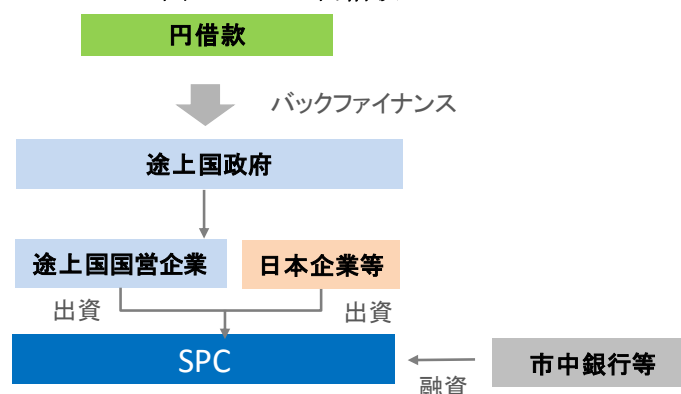 円借款
バックファイナンス
途上国政府
途上国国営企業
日本企業等
出資
出資
SPC
市中銀行等
融資